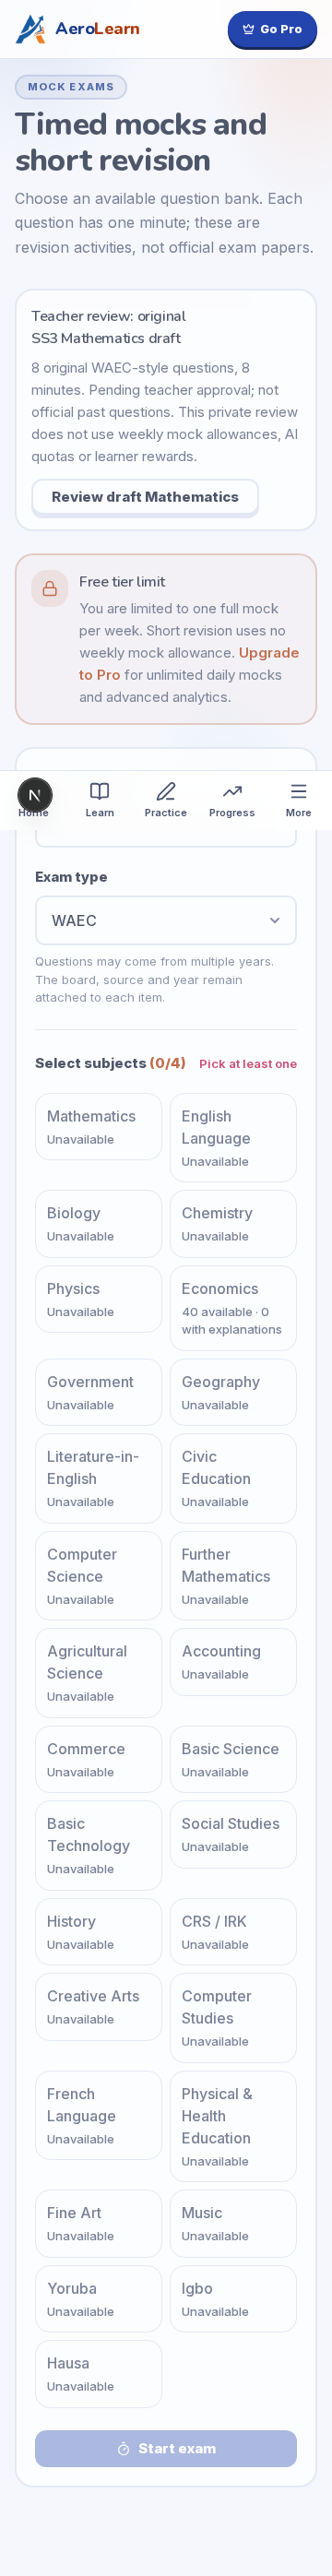 AeroLearn
Go Pro
MOCK EXAMS
Timed mocks and
short revision
Choose an available question bank. Each
question has one minute; these are
revision activities, not official exam papers.
Teacher review: original
SS3 Mathematics draft
8 original WAEC-style questions, 8
minutes. Pending teacher approval; not
official past questions. This private review
does not use weekly mock allowances, AI
quotas or learner rewards.
Review draft Mathematics
Free tier limit
You are limited to one full mock
per week. Short revision uses no
weekly mock allowance. Upgrade
to Pro for unlimited daily mocks
and advanced analytics.
N
Home
Learn
Practice
Progress
More
Exam type
WAEC
Questions may come from multiple years.
The board, source and year remain
attached to each item.
Select subjects (0/4)
Pick at least one
Mathematics
Unavailable
English
Language
Unavailable
Biology
Unavailable
Chemistry
Unavailable
Physics
Unavailable
Economics
40 available · 0
with explanations
Government
Unavailable
Geography
Unavailable
Literature-in-
English
Unavailable
Civic
Education
Unavailable
Computer
Science
Unavailable
Further
Mathematics
Unavailable
Agricultural
Science
Unavailable
Accounting
Unavailable
Commerce
Unavailable
Basic Science
Unavailable
Basic
Technology
Unavailable
Social Studies
Unavailable
History
Unavailable
CRS / IRK
Unavailable
Creative Arts
Unavailable
Computer
Studies
Unavailable
French
Language
Unavailable
Physical &
Health
Education
Unavailable
Fine Art
Unavailable
Music
Unavailable
Yoruba
Unavailable
Igbo
Unavailable
Hausa
Unavailable
Start exam